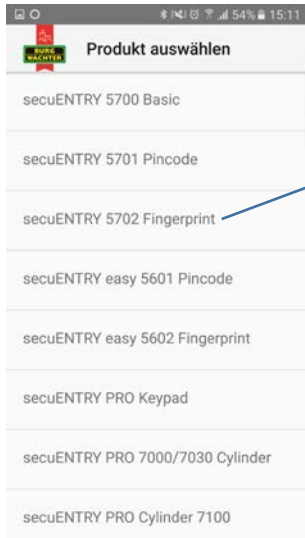 54% 15:11
BURG
WÄCHTER
Produkt auswählen
secuENTRY 5700 Basic
secuENTRY 5701 Pincode
secuENTRY 5702 Fingerprint
secuENTRY easy 5601 Pincode
secuENTRY easy 5602 Fingerprint
secuENTRY PRO Keypad
secuENTRY PRO 7000/7030 Cylinder
secuENTRY PRO Cylinder 7100